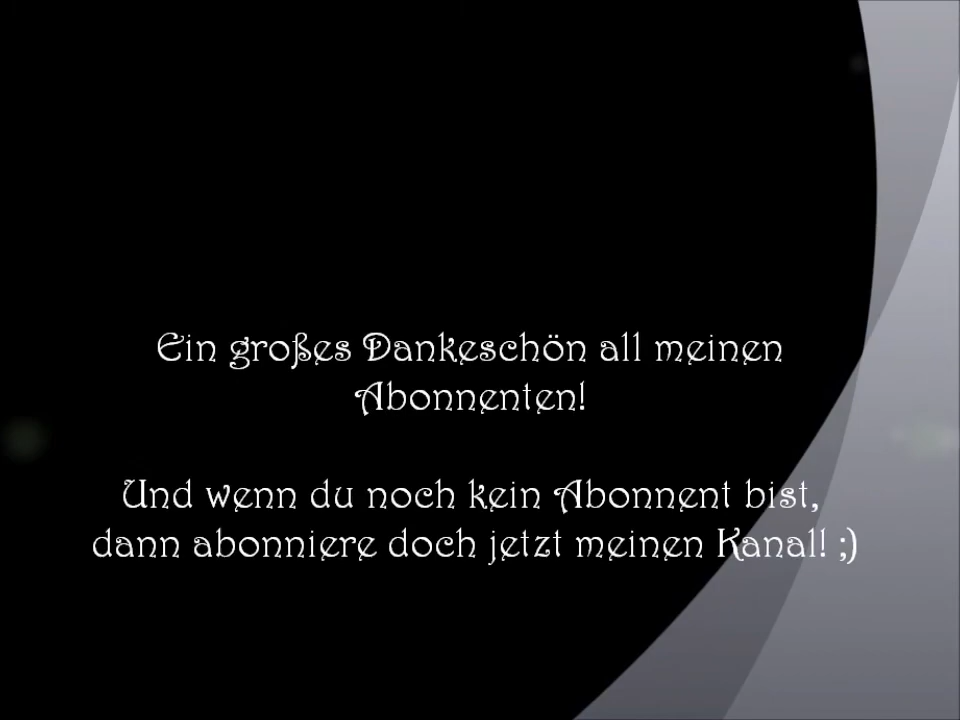 Ein großes Dankeschön all meinen
Abonnenten!
Und wenn du noch kein Abonnent bist,
dann abonniere doch jetzt meinen Kanal! ;)